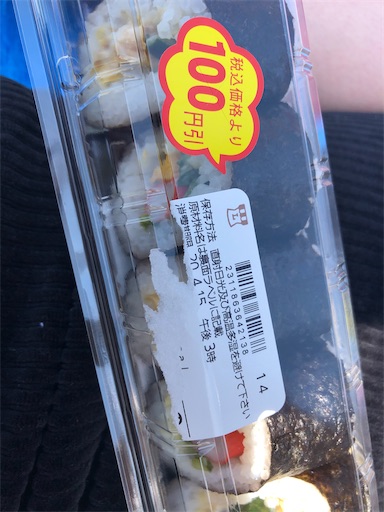 税込価格より
100
円引
14
2311863642138
保存方法 直射日光及び高温多湿を避けて下さい
原材料名は裏面ラベルに記載
消費期限 20.4.15 午後3時